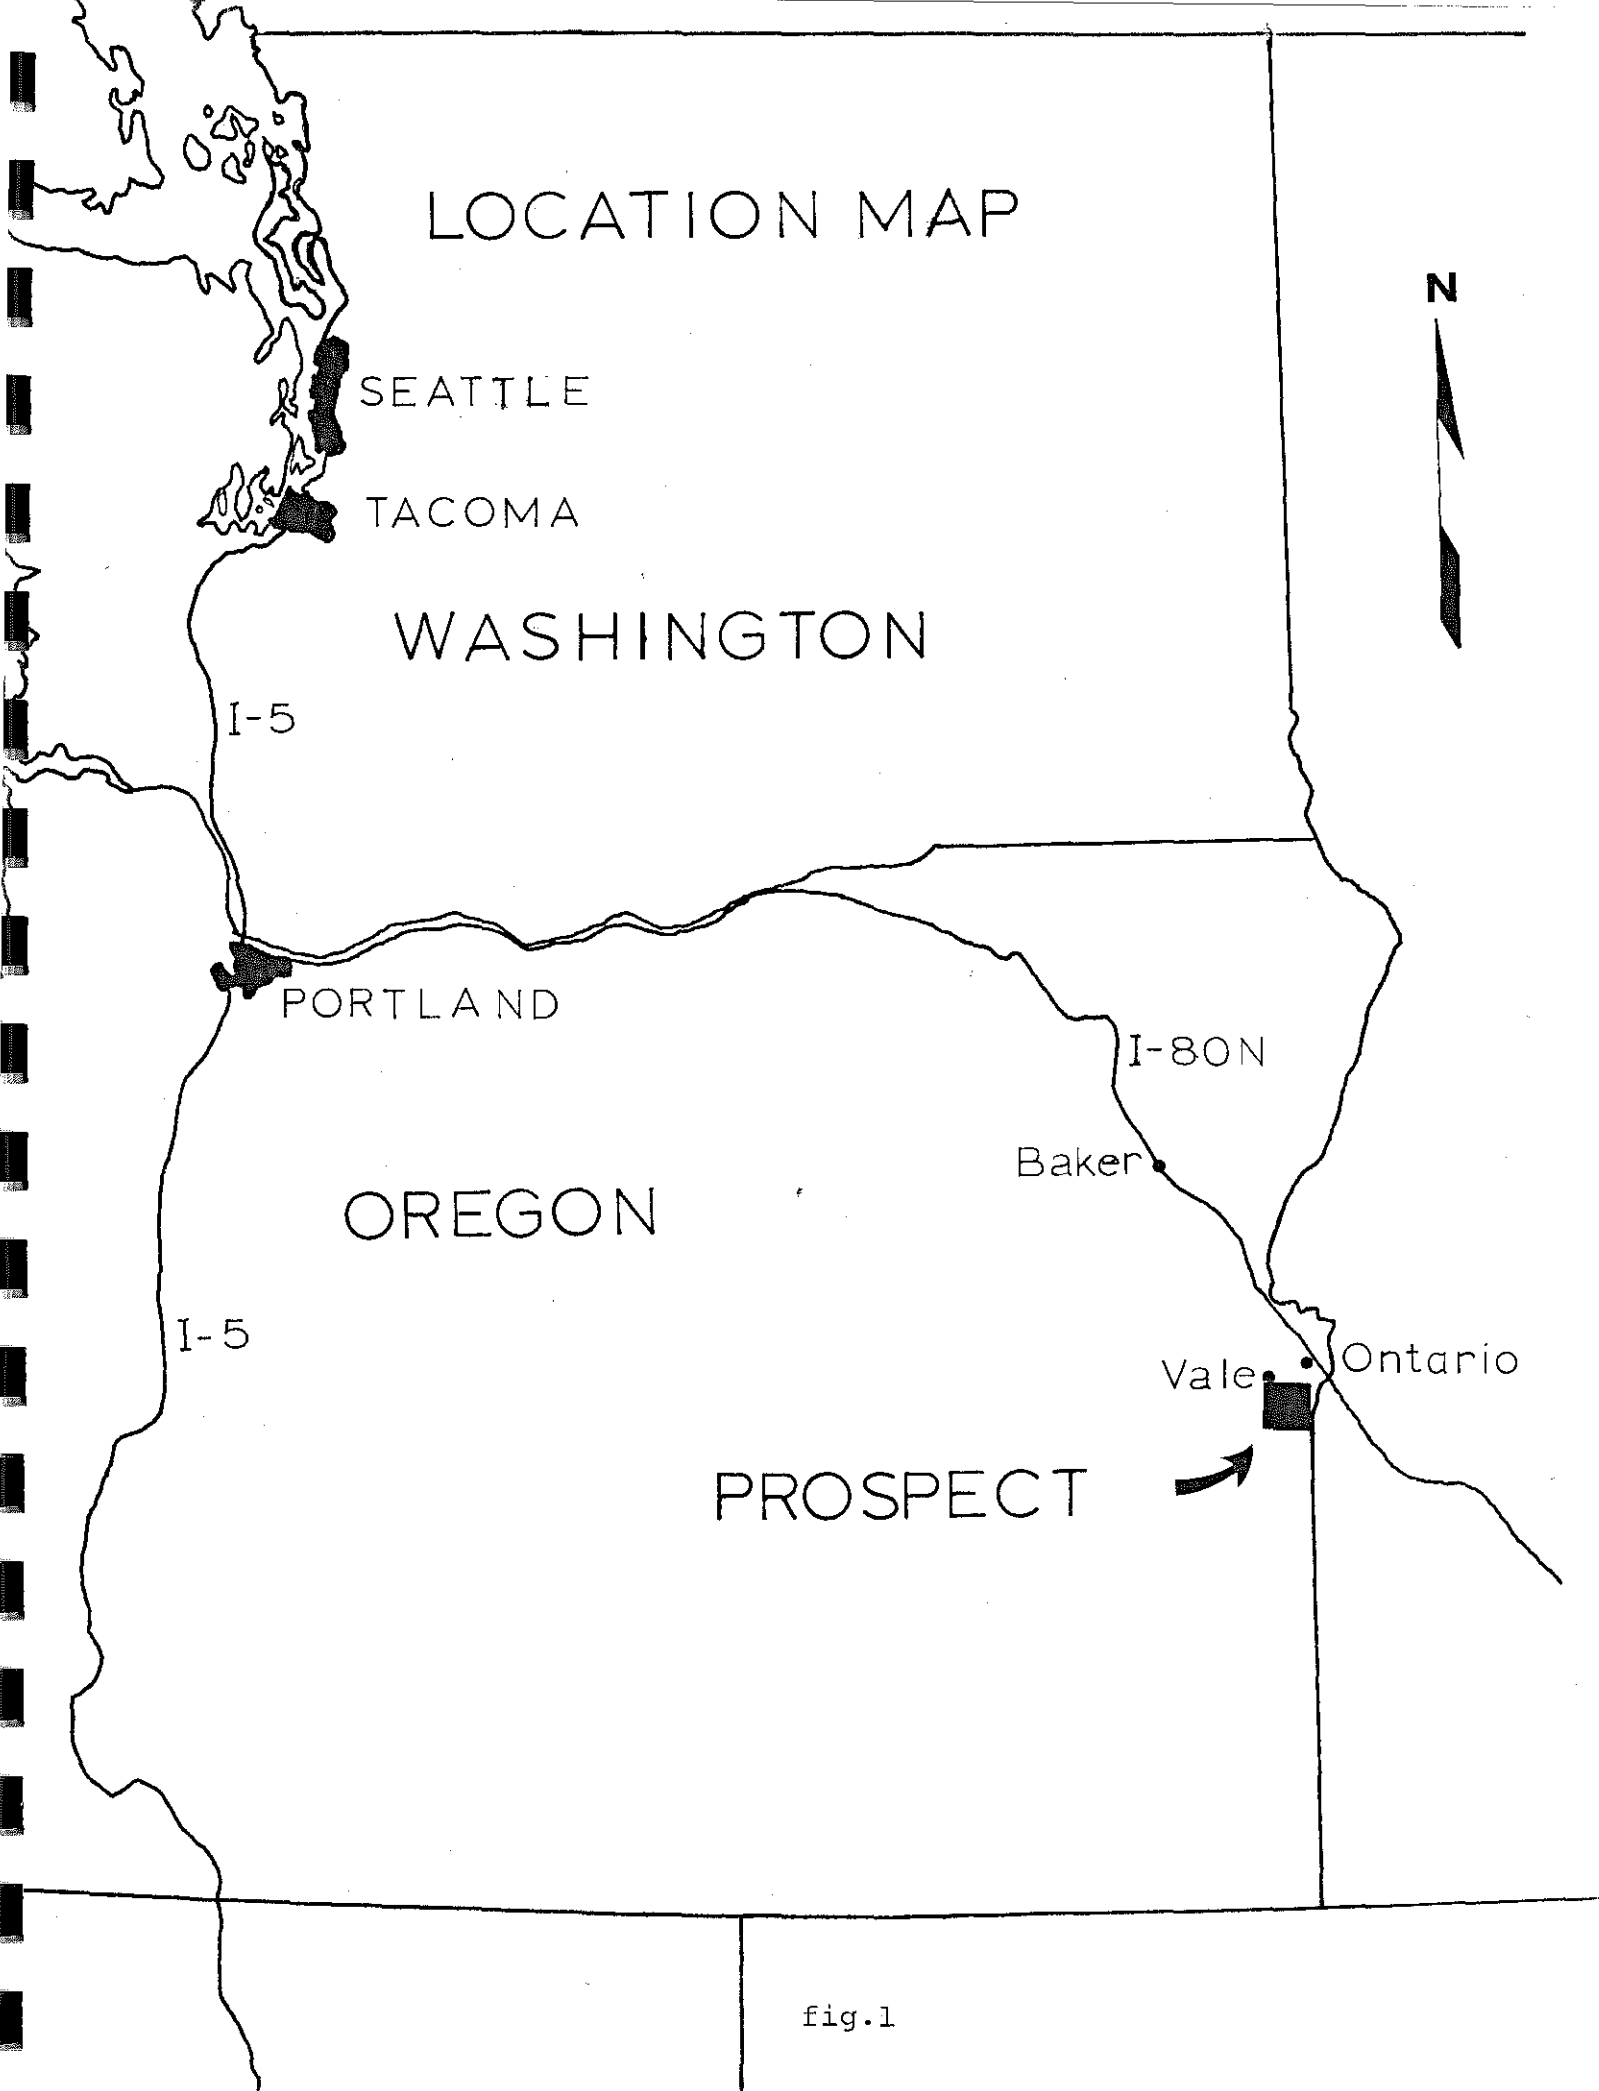 LOCATION MAP
N
SEATTLE
TACOMA
WASHINGTON
I-5
PORTLAND
I-80N
Baker
OREGON
I-5
Ontario
Vale
PROSPECT
fig.1